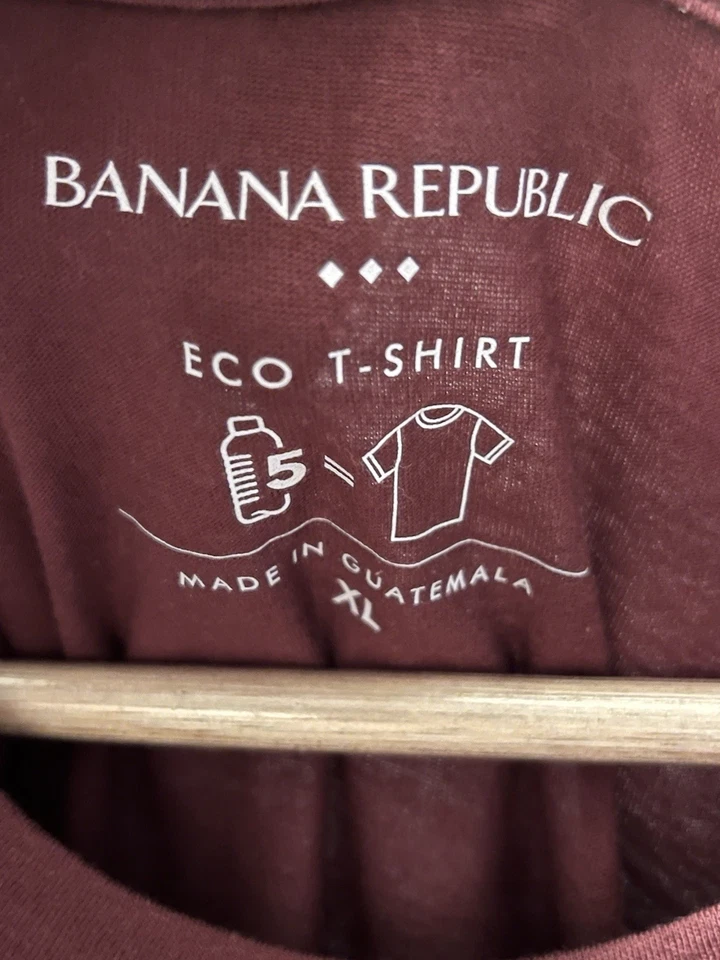 BANANA REPUBLIC
ECO T-SHIRT
5 =
MADE IN GUATEMALA
XL